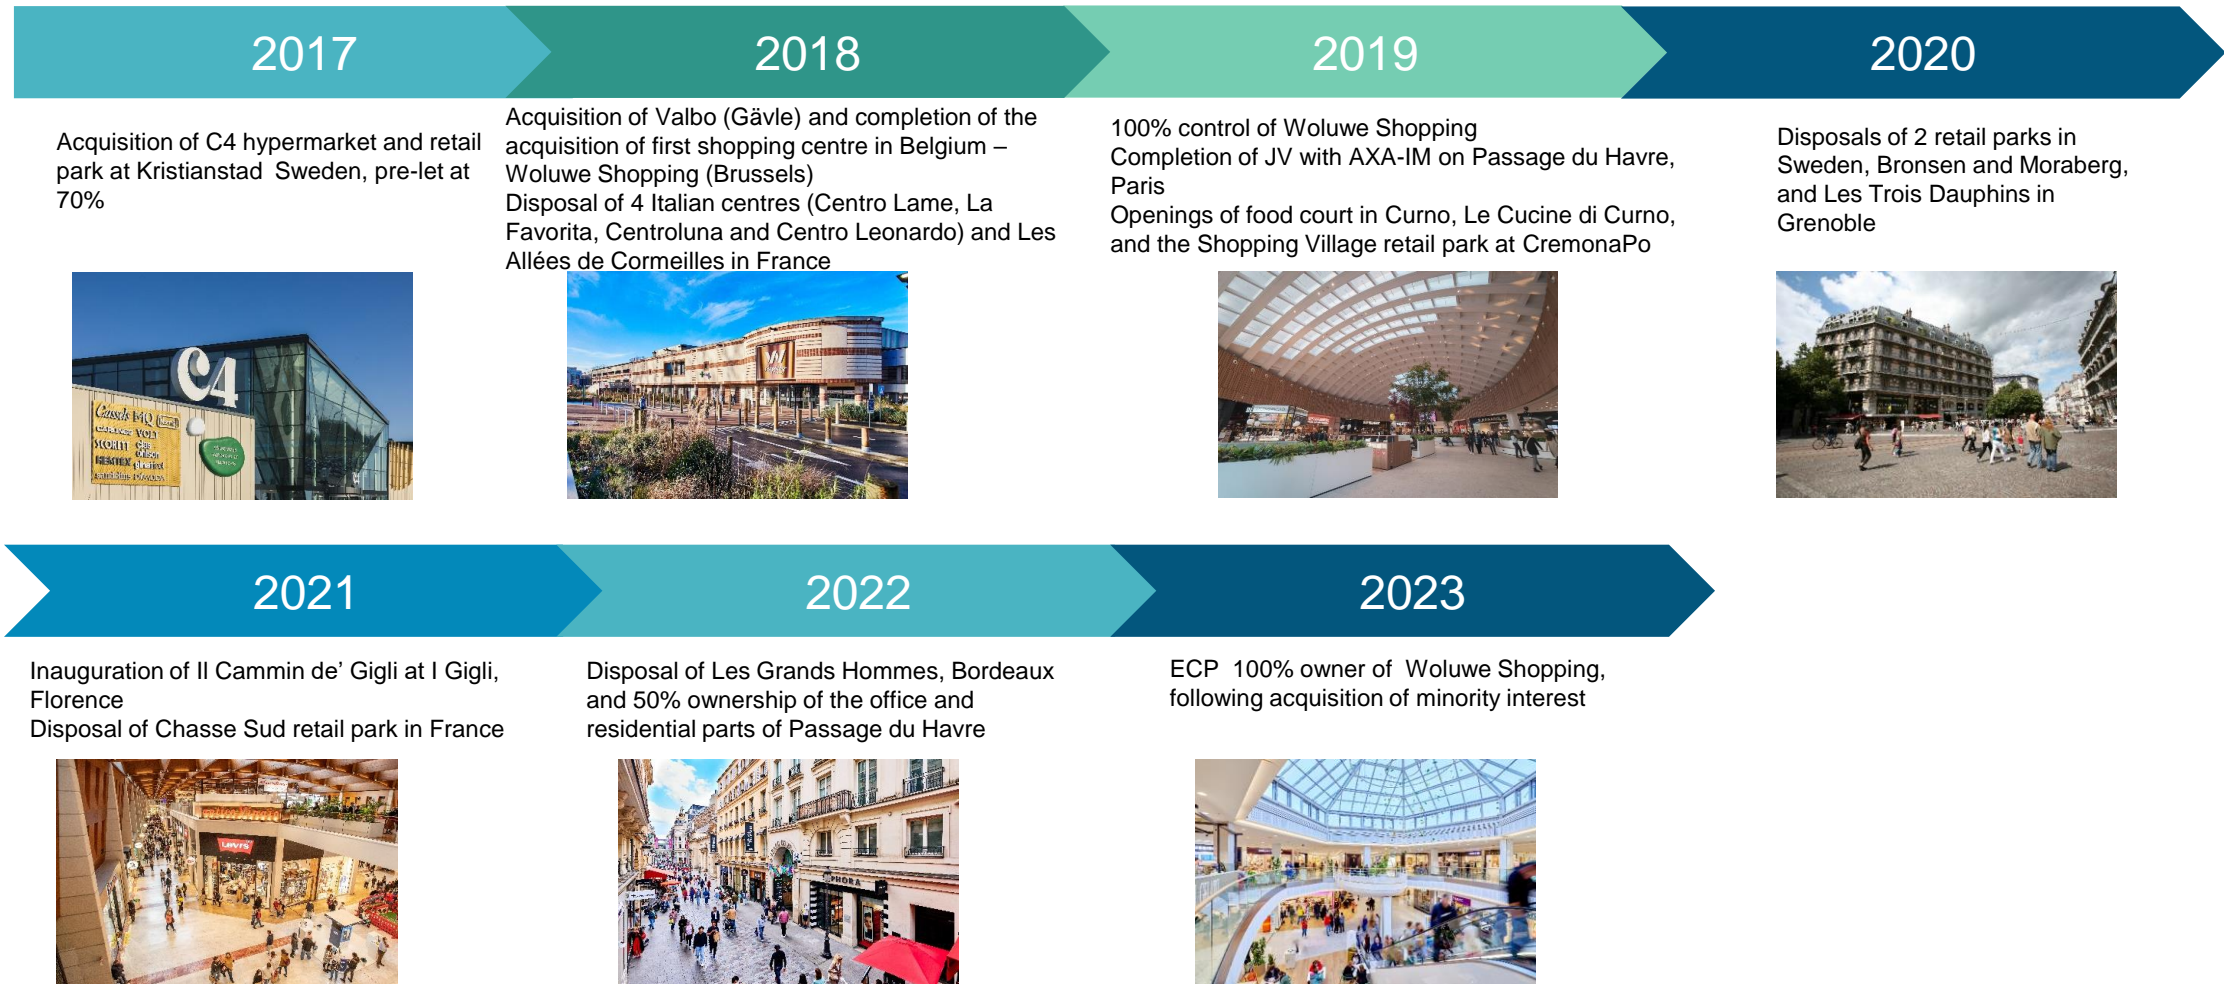 2017
2018
2019
2020
Acquisition of C4 hypermarket and retail
park at Kristianstad Sweden, pre-let at
70%
Acquisition of Valbo (Gävle) and completion of the
acquisition of first shopping centre in Belgium –
Woluwe Shopping (Brussels)
Disposal of 4 Italian centres (Centro Lame, La
Favorita, Centroluna and Centro Leonardo) and Les
Allées de Cormeilles in France
100% control of Woluwe Shopping
Completion of JV with AXA-IM on Passage du Havre,
Paris
Openings of food court in Curno, Le Cucine di Curno,
and the Shopping Village retail park at CremonaPo
Disposals of 2 retail parks in
Sweden, Bronsen and Moraberg,
and Les Trois Dauphins in
Grenoble
C4
Cassels MQ
VOLT
2021
2022
2023
Inauguration of Il Cammin de’ Gigli at I Gigli,
Florence
Disposal of Chasse Sud retail park in France
Disposal of Les Grands Hommes, Bordeaux
and 50% ownership of the office and
residential parts of Passage du Havre
ECP 100% owner of Woluwe Shopping,
following acquisition of minority interest
LEVI'S
PHORA